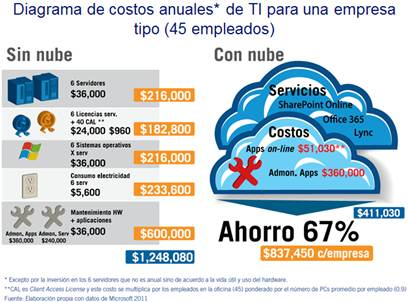 Diagrama de costos anuales* de TI para una empresa
tipo (45 empleados)
Sin nube
6 Servidores
$36,000
$216,000
6 Licencias serv.
+ 40 CAL **
$24,000 $960
$182,800
6 Sistemas operativos
X serv
$36,000
$216,000
Consumo electricidad
6 serv
$5,600
$233,600
Mantenimiento HW
+ aplicaciones
$36,000
$600,000
Admon. Apps
$360,000
Admon. Serv
$240,000
$1,248,080
Con nube
Servicios
SharePoint Online
Office 365
Lync
Costos
Apps on-line $51,030**
Admon. Apps $360,000
$411,030
Ahorro 67%
$837,450 c/empresa
* Excepto por la inversión en los 6 servidores que no es anual sino de acuerdo a la vida útil y uso del hardware.
**CAL es Client Access License y este costo se multiplica por los empleados en la oficina (45) ponderado por el número de PCs promedio por empleado (0.9)
Fuente: Elaboración propia con datos de Microsoft 2011